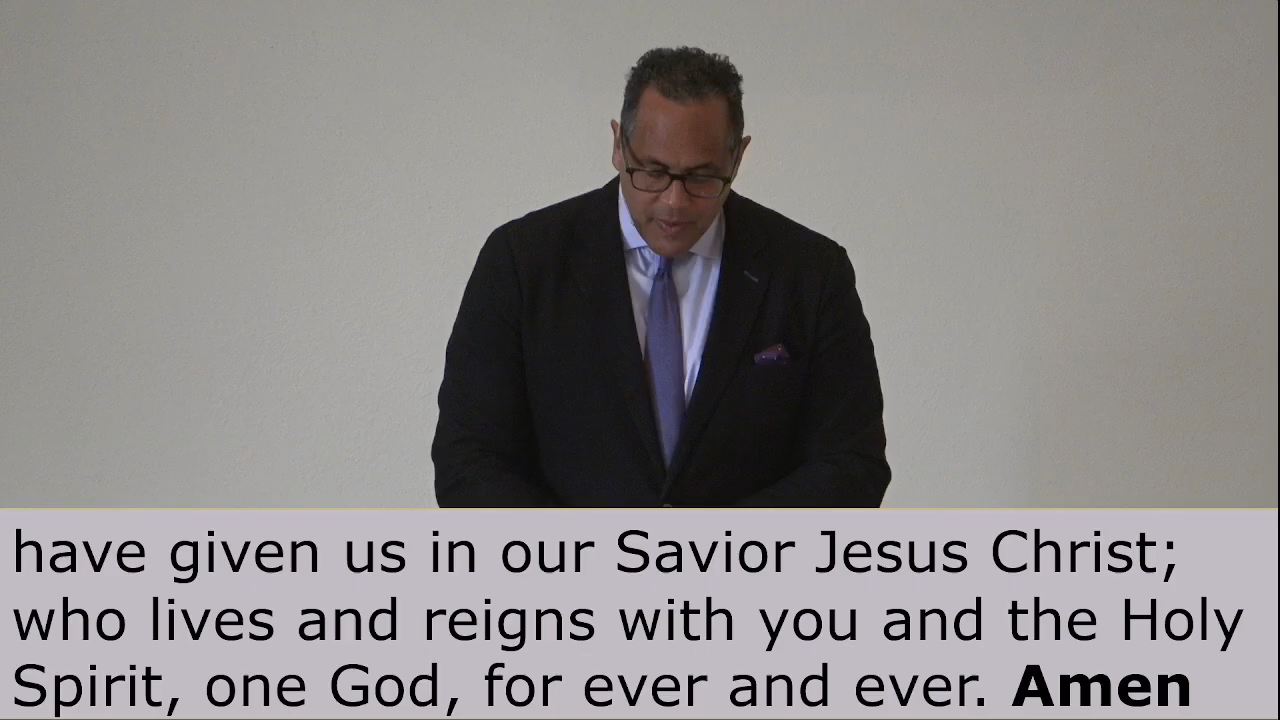 have given us in our Savior Jesus Christ;
who lives and reigns with you and the Holy
Spirit, one God, for ever and ever. Amen